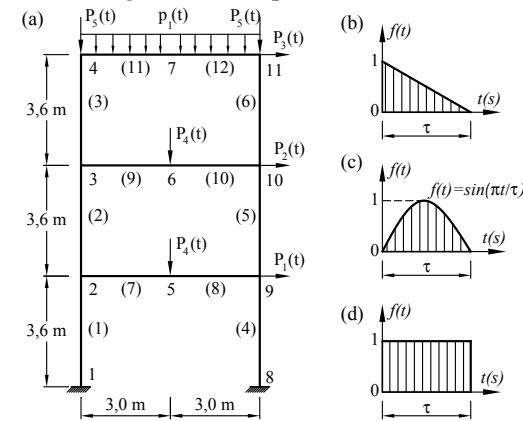 (a)
P5(t) p1(t) P5(t)
P3(t)
4 (11) 7 (12) 11
3,6 m (3) (6)
P4(t) P2(t)
3 (9) 6 (10) 10
3,6 m (2) (5)
P4(t) P1(t)
2 (7) 5 (8) 9
3,6 m (1) (4)
1 8
3,0 m 3,0 m
(b) f(t)
1
0 t(s)
τ
(c) f(t)
1 f(t)=sin(πt/τ)
0 t(s)
τ
(d) f(t)
1
0 t(s)
τ